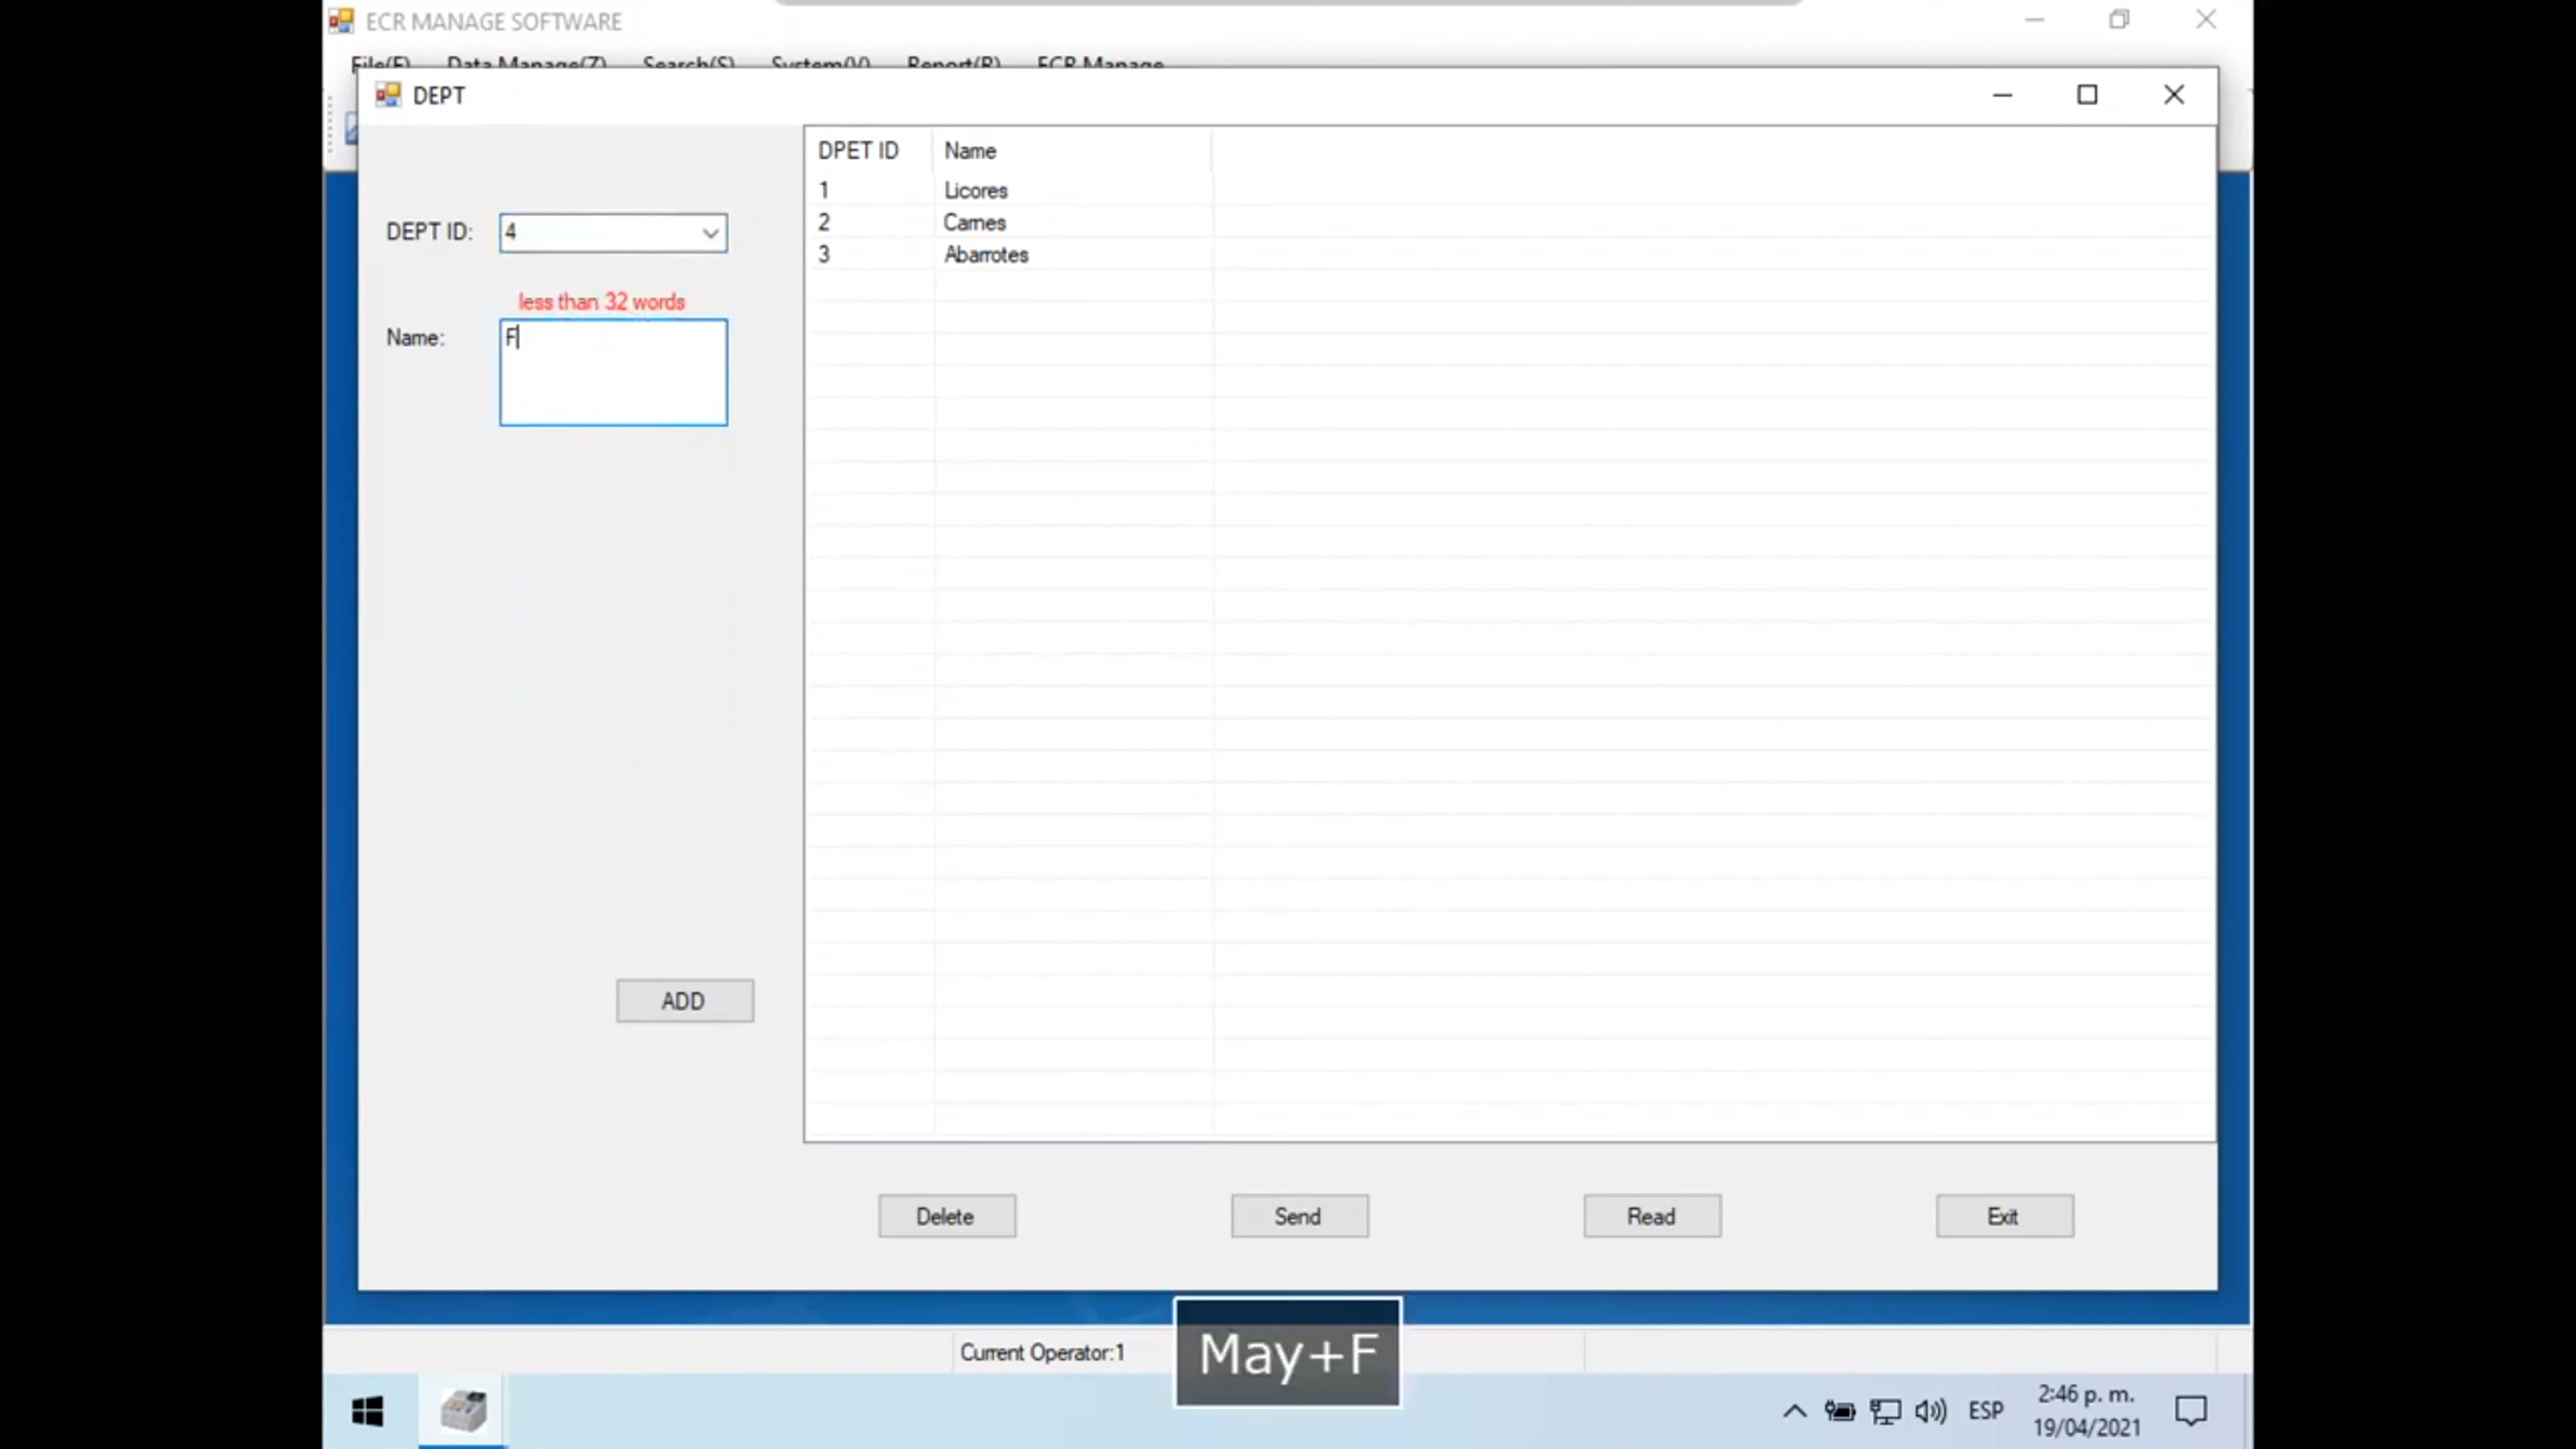 ECR MANAGE SOFTWARE
File(F) Data Manage(Z) Search(S) System(V) Report(R) ECR Manage
DEPT
DPET ID Name
1 Licores
2 Carnes
3 Abarrotes
DEPT ID: 4
less than 32 words
Name: F
ADD
Delete Send Read Exit
Current Operator:1
May+F
ESP
2:46 p. m.
19/04/2021